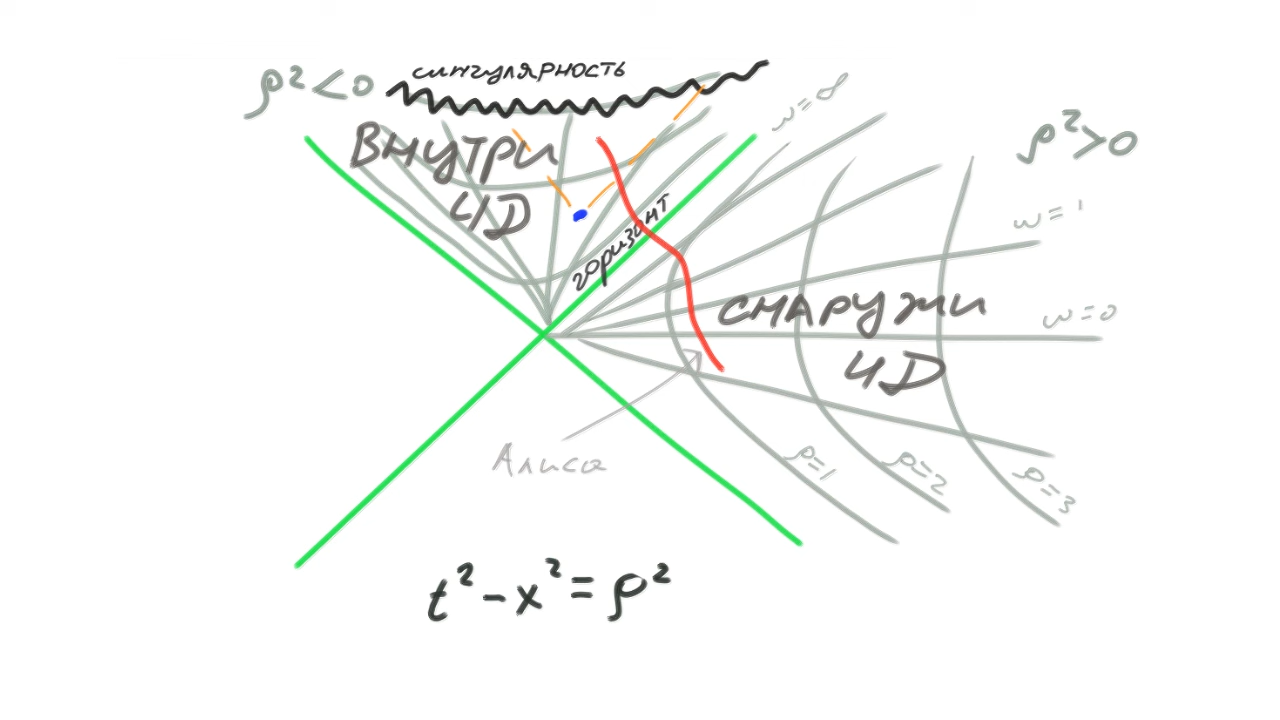 сингулярность
ρ² < 0
ВНУТРИ
ЧД
ω = ∞
ρ² > 0
горизонт
ω = 1
СНАРУЖИ
ЧД
ω = 0
Алиса
ρ=1
ρ=2
ρ=3
t² - x² = ρ²